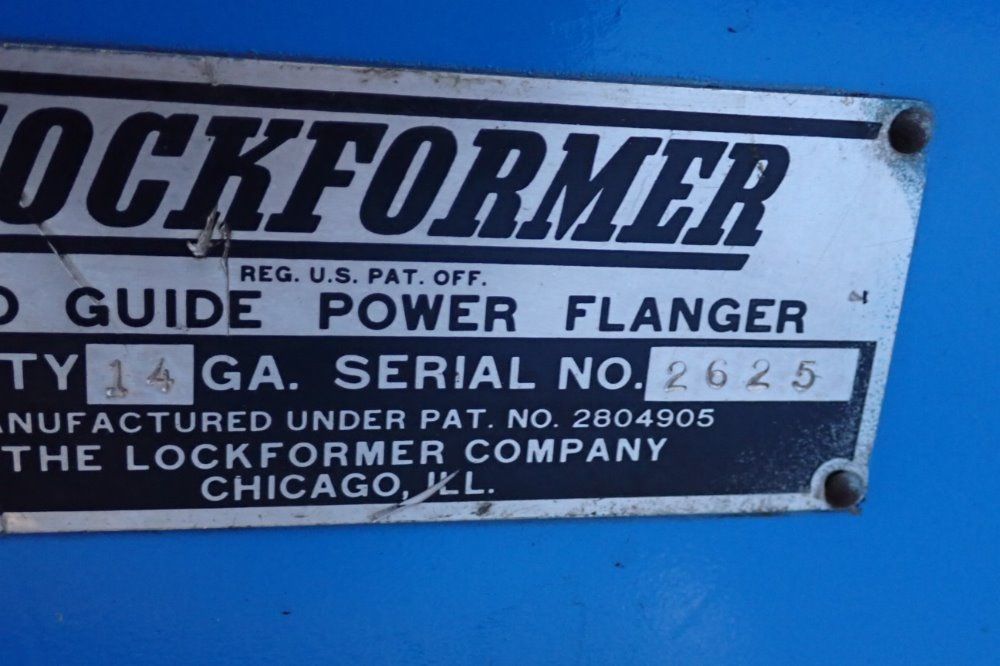 LOCKFORMER
REG. U.S. PAT. OFF.
O GUIDE POWER FLANGER
TY 14 GA. SERIAL NO. 2625
ANUFACTURED UNDER PAT. NO. 2804905
THE LOCKFORMER COMPANY
CHICAGO, ILL.